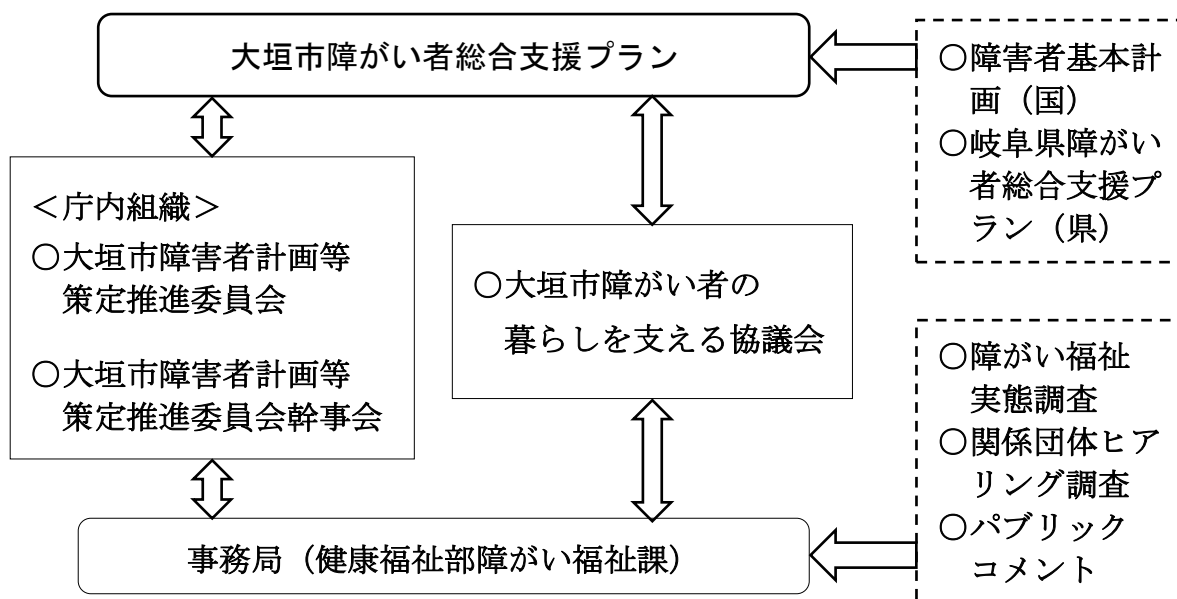 大垣市障がい者総合支援プラン
○障害者基本計
画（国）
○岐阜県障がい
者総合支援プ
ラン（県）
＜庁内組織＞
○大垣市障害者計画等
策定推進委員会
○大垣市障害者計画等
策定推進委員会幹事会
○大垣市障がい者の
暮らしを支える協議会
○障がい福祉
実態調査
○関係団体ヒア
リング調査
○パブリック
コメント
事務局（健康福祉部障がい福祉課）